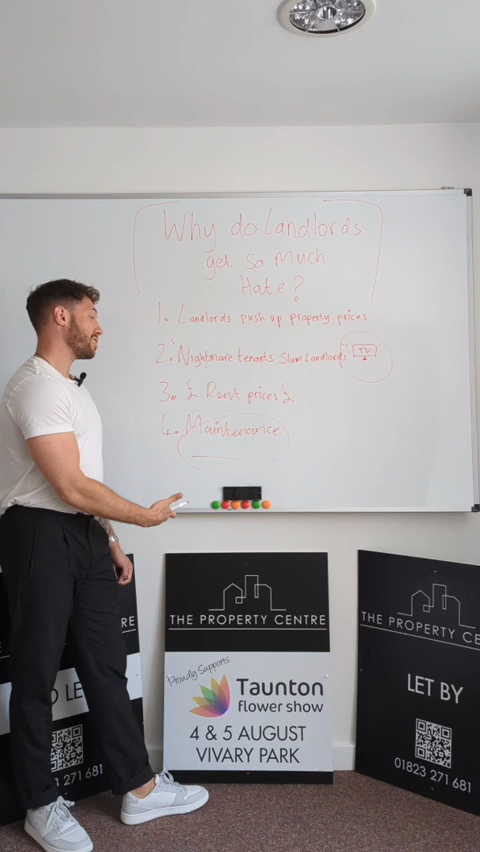 Why do Landlords
get so Much
Hate?
1. Landlords push up property prices
2. "Nightmare tenants Slum Landlords" TV
3. £ Rent prices £
4. Maintenance
THE PROPERTY CENTRE
Proudly Supports
Taunton
flower show
4 & 5 AUGUST
VIVARY PARK
THE PROPERTY CE
LET BY
01823 271 681
RE
O LE
3 271 681